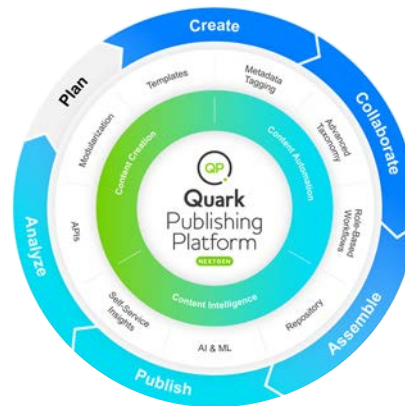 Plan
Create
Collaborate
Assemble
Publish
Analyze
Templates
Metadata
Tagging
Advanced
Taxonomy
Role-Based
Workflows
Repository
AI & ML
Self-Service
Insights
APIs
Modularization
Content Creation
Content Automation
Content Intelligence
QP
Quark
Publishing
Platform
NEXTGEN